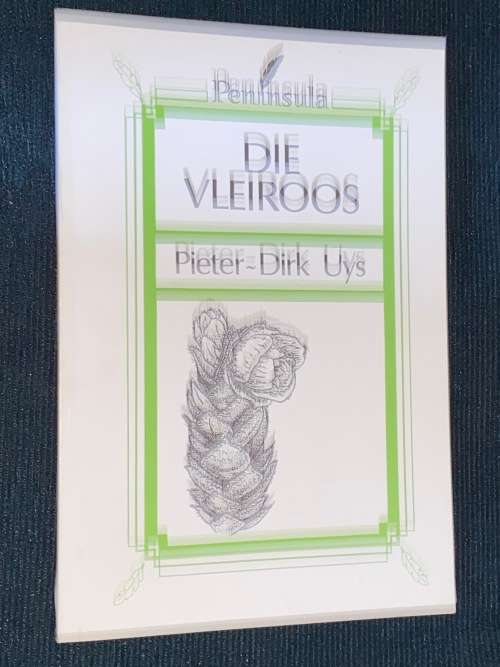 Peninsula
DIE
VLEIROOS
Pieter-Dirk Uys